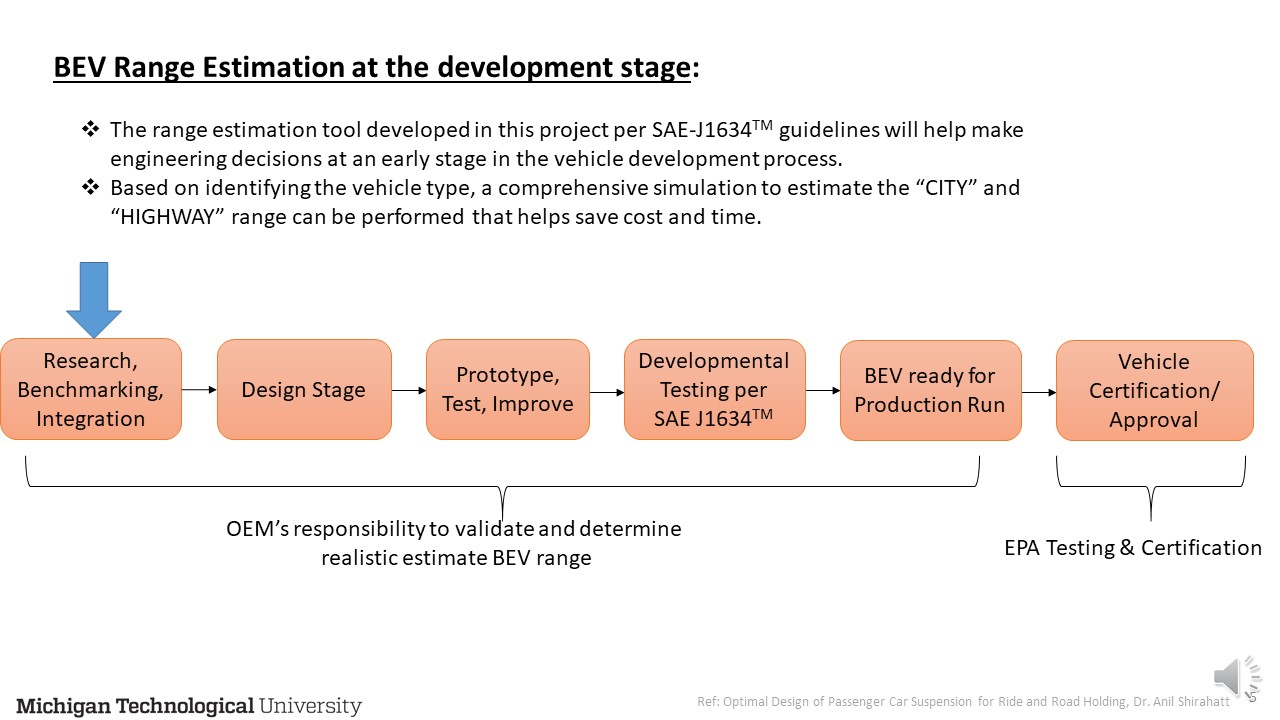 BEV Range Estimation at the development stage:
❖ The range estimation tool developed in this project per SAE-J1634™ guidelines will help make
engineering decisions at an early stage in the vehicle development process.
❖ Based on identifying the vehicle type, a comprehensive simulation to estimate the “CITY” and
“HIGHWAY” range can be performed that helps save cost and time.
Research,
Benchmarking,
Integration
Design Stage
Prototype,
Test, Improve
Developmental
Testing per
SAE J1634™
BEV ready for
Production Run
Vehicle
Certification/
Approval
OEM’s responsibility to validate and determine
realistic estimate BEV range
EPA Testing & Certification
Michigan Technological University
Ref: Optimal Design of Passenger Car Suspension for Ride and Road Holding, Dr. Anil Shirahatt
5